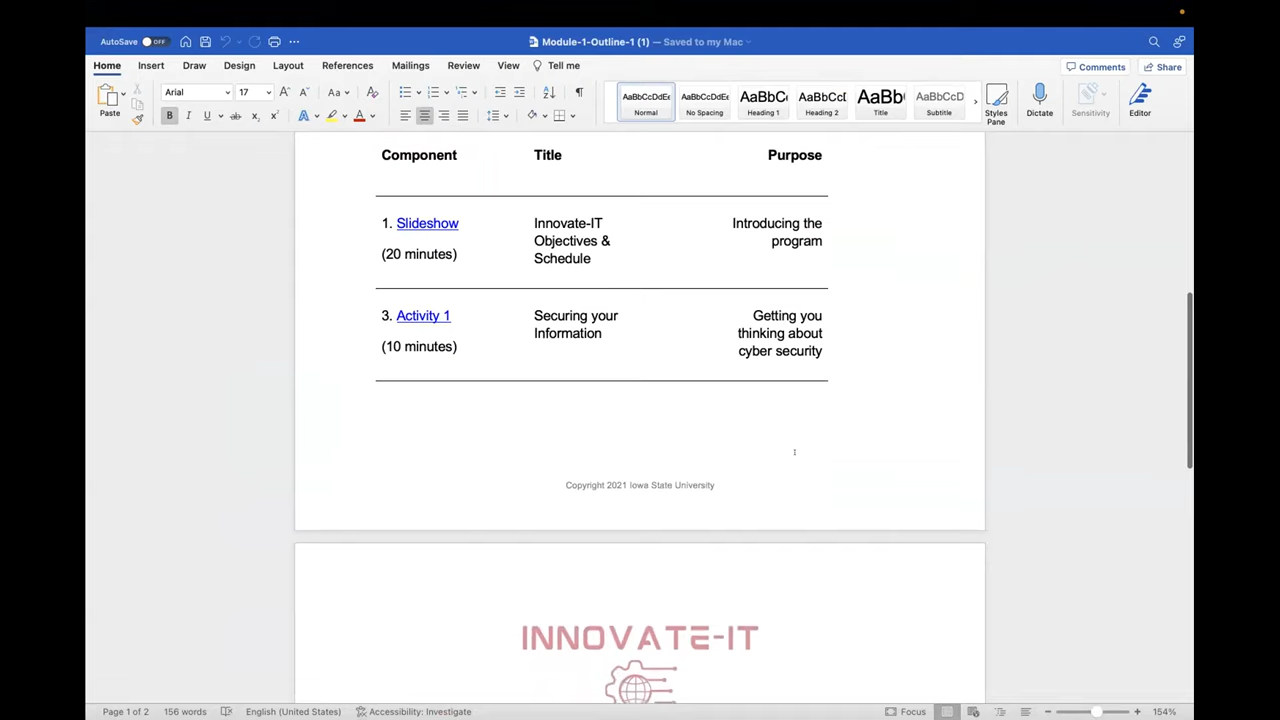 AutoSave OFF
Module-1-Outline-1 (1) — Saved to my Mac
Home Insert Draw Design Layout References Mailings Review View Tell me
Comments Share
Paste
Arial 17
AaBbCcDdEe AaBbCcDdEe AaBbC AaBbCcD AaBb AaBbCcD
Normal No Spacing Heading 1 Heading 2 Title Subtitle
Styles Pane
Dictate
Sensitivity
Editor
Component Title Purpose
1. Slideshow
(20 minutes)
Innovate-IT
Objectives &
Schedule
Introducing the
program
3. Activity 1
(10 minutes)
Securing your
Information
Getting you
thinking about
cyber security
Copyright 2021 Iowa State University
INNOVATE-IT
Page 1 of 2 156 words English (United States) Accessibility: Investigate Focus 154%